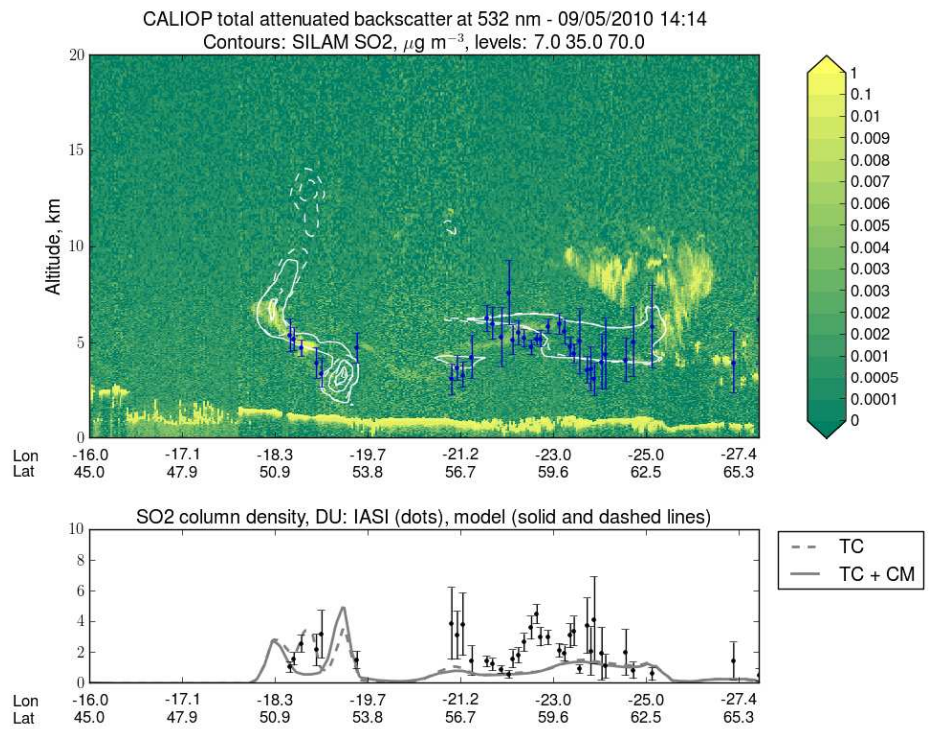 CALIOP total attenuated backscatter at 532 nm - 09/05/2010 14:14
Contours: SILAM SO2, μg m⁻³, levels: 7.0 35.0 70.0
20
15
10
5
0
Altitude, km
1
0.1
0.01
0.009
0.008
0.007
0.006
0.005
0.004
0.003
0.002
0.001
0.0005
0.0001
0
Lon -16.0 -17.1 -18.3 -19.7 -21.2 -23.0 -25.0 -27.4
Lat 45.0 47.9 50.9 53.8 56.7 59.6 62.5 65.3
SO2 column density, DU: IASI (dots), model (solid and dashed lines)
10
8
6
4
2
0
TC
TC + CM
Lon -16.0 -17.1 -18.3 -19.7 -21.2 -23.0 -25.0 -27.4
Lat 45.0 47.9 50.9 53.8 56.7 59.6 62.5 65.3